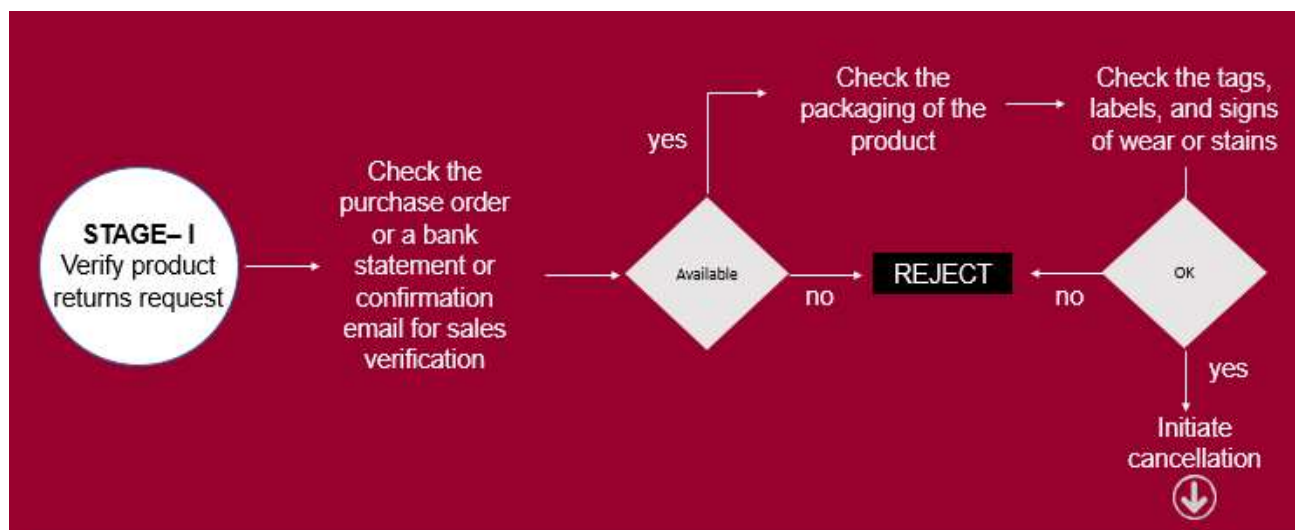 STAGE– I
Verify product
returns request
Check the
purchase order
or a bank
statement or
confirmation
email for sales
verification
Available
yes
no
Check the
packaging of the
product
Check the tags,
labels, and signs
of wear or stains
REJECT
OK
no
yes
Initiate
cancellation